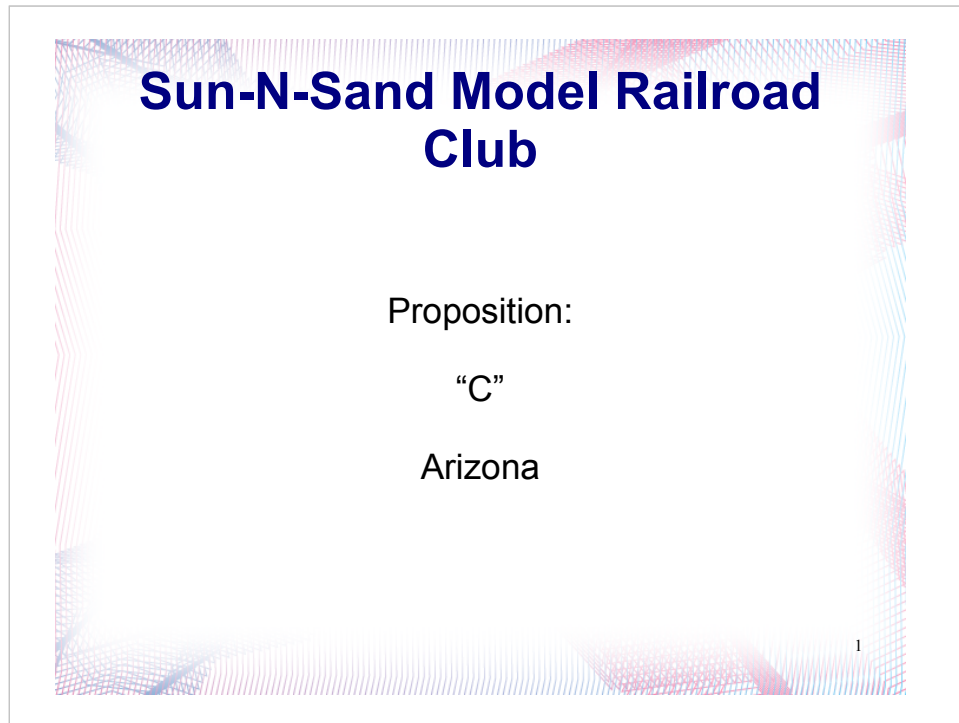 Sun-N-Sand Model Railroad
Club
Proposition:
“C”
Arizona
1